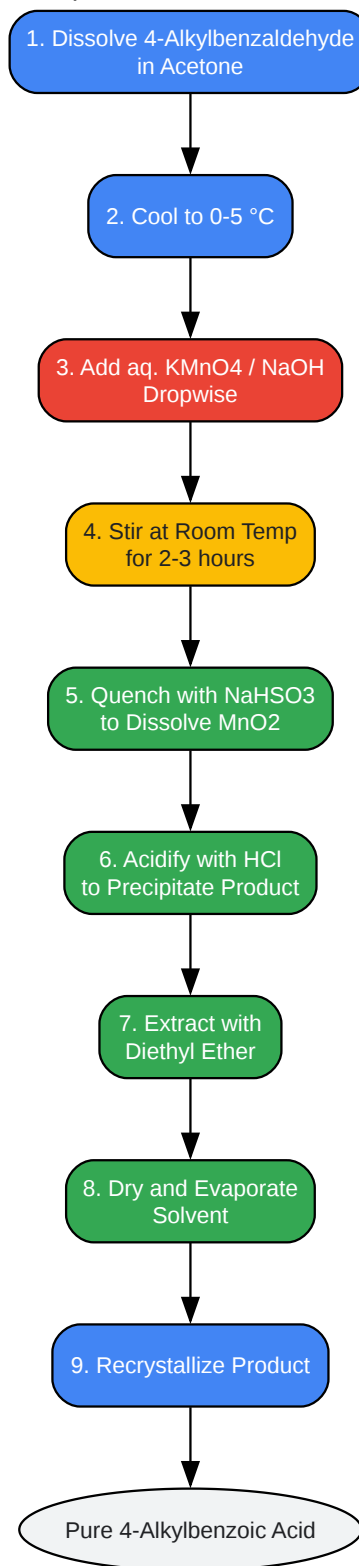 1. Dissolve 4-Alkylbenzaldehyde
in Acetone
2. Cool to 0-5 °C
3. Add aq. KMnO4 / NaOH
Dropwise
4. Stir at Room Temp
for 2-3 hours
5. Quench with NaHSO3
to Dissolve MnO2
6. Acidify with HCl
to Precipitate Product
7. Extract with
Diethyl Ether
8. Dry and Evaporate
Solvent
9. Recrystallize Product
Pure 4-Alkylbenzoic Acid